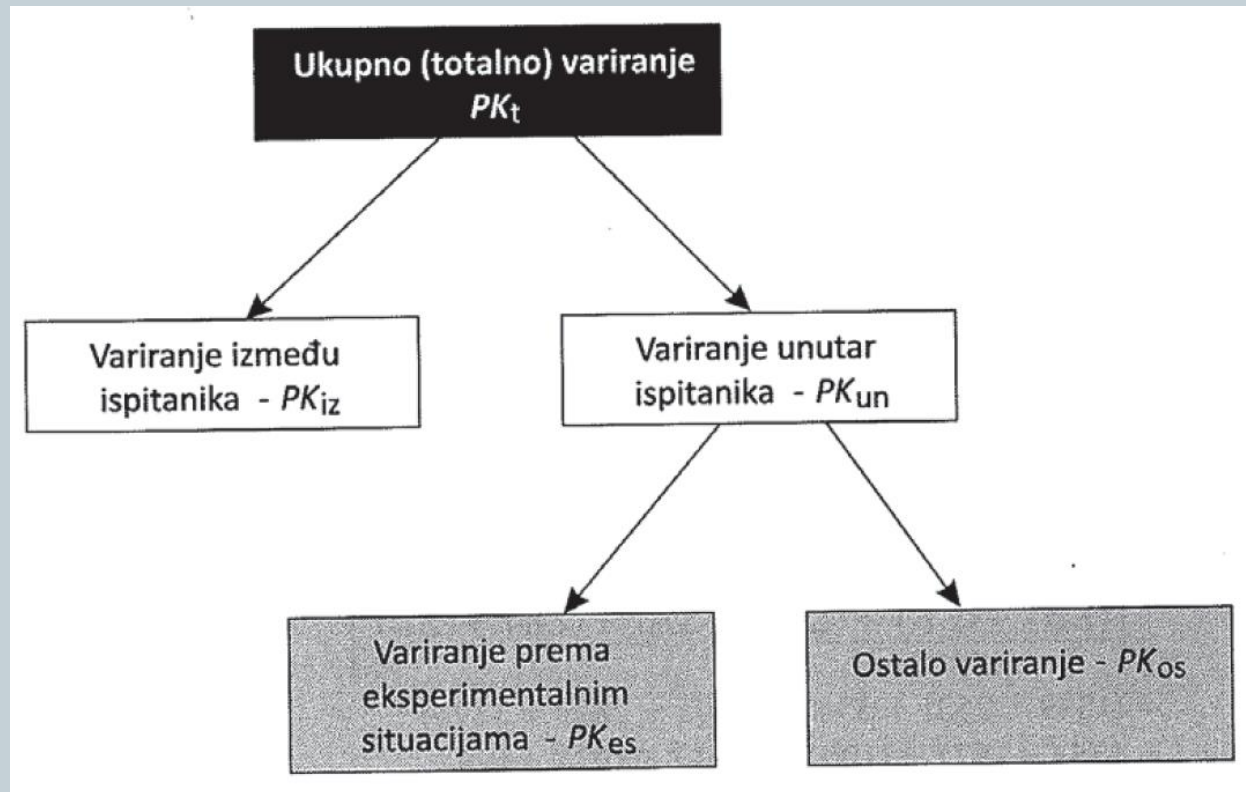 Ukupno (totalno) variranje
PKt
Variranje između
ispitanika - PKiz
Variranje unutar
ispitanika - PKun
Variranje prema
eksperimentalnim
situacijama - PKes
Ostalo variranje - PKos